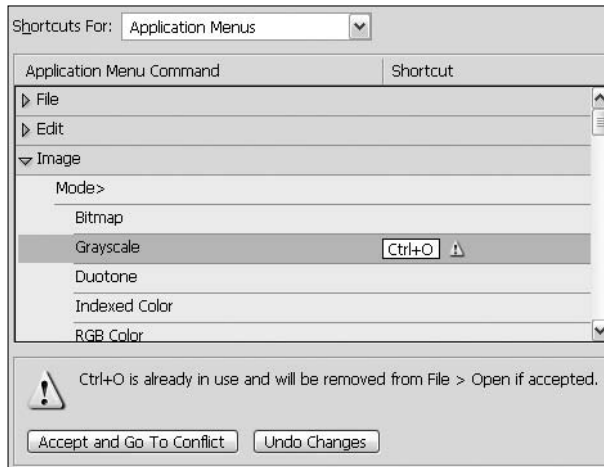 Shortcuts For: Application Menus
Application Menu Command Shortcut
File
Edit
Image
Mode>
Bitmap
Grayscale Ctrl+O
Duotone
Indexed Color
RGB Color
Ctrl+O is already in use and will be removed from File > Open if accepted.
Accept and Go To Conflict Undo Changes